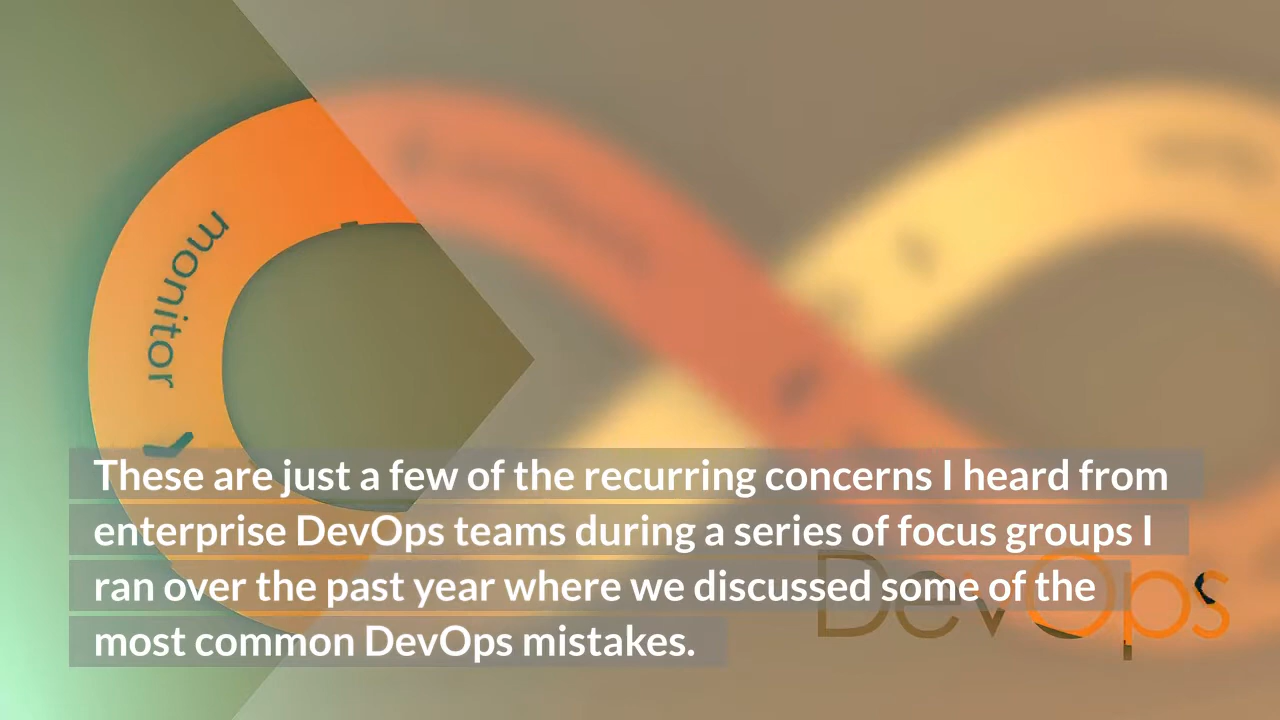 monitor
These are just a few of the recurring concerns I heard from
enterprise DevOps teams during a series of focus groups I
ran over the past year where we discussed some of the
most common DevOps mistakes.
DevOps